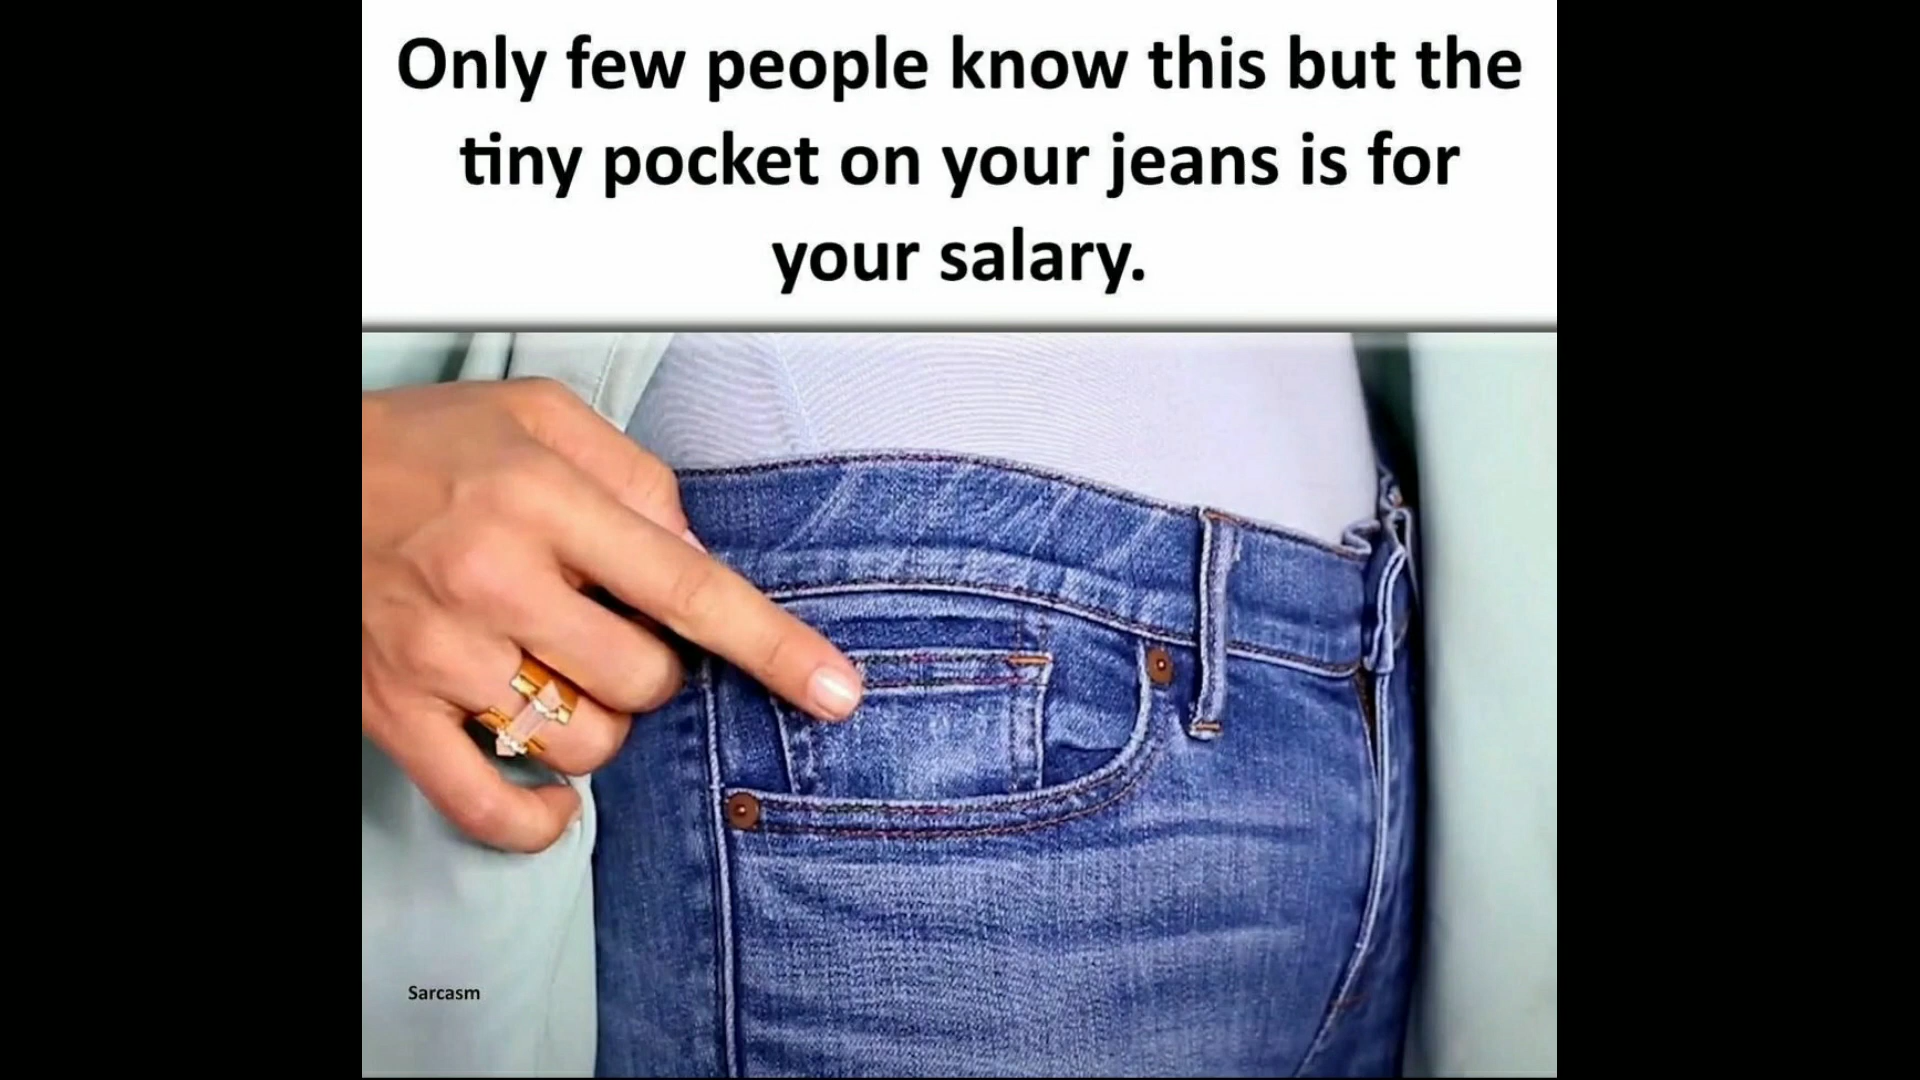 Only few people know this but the
tiny pocket on your jeans is for
your salary.
Sarcasm